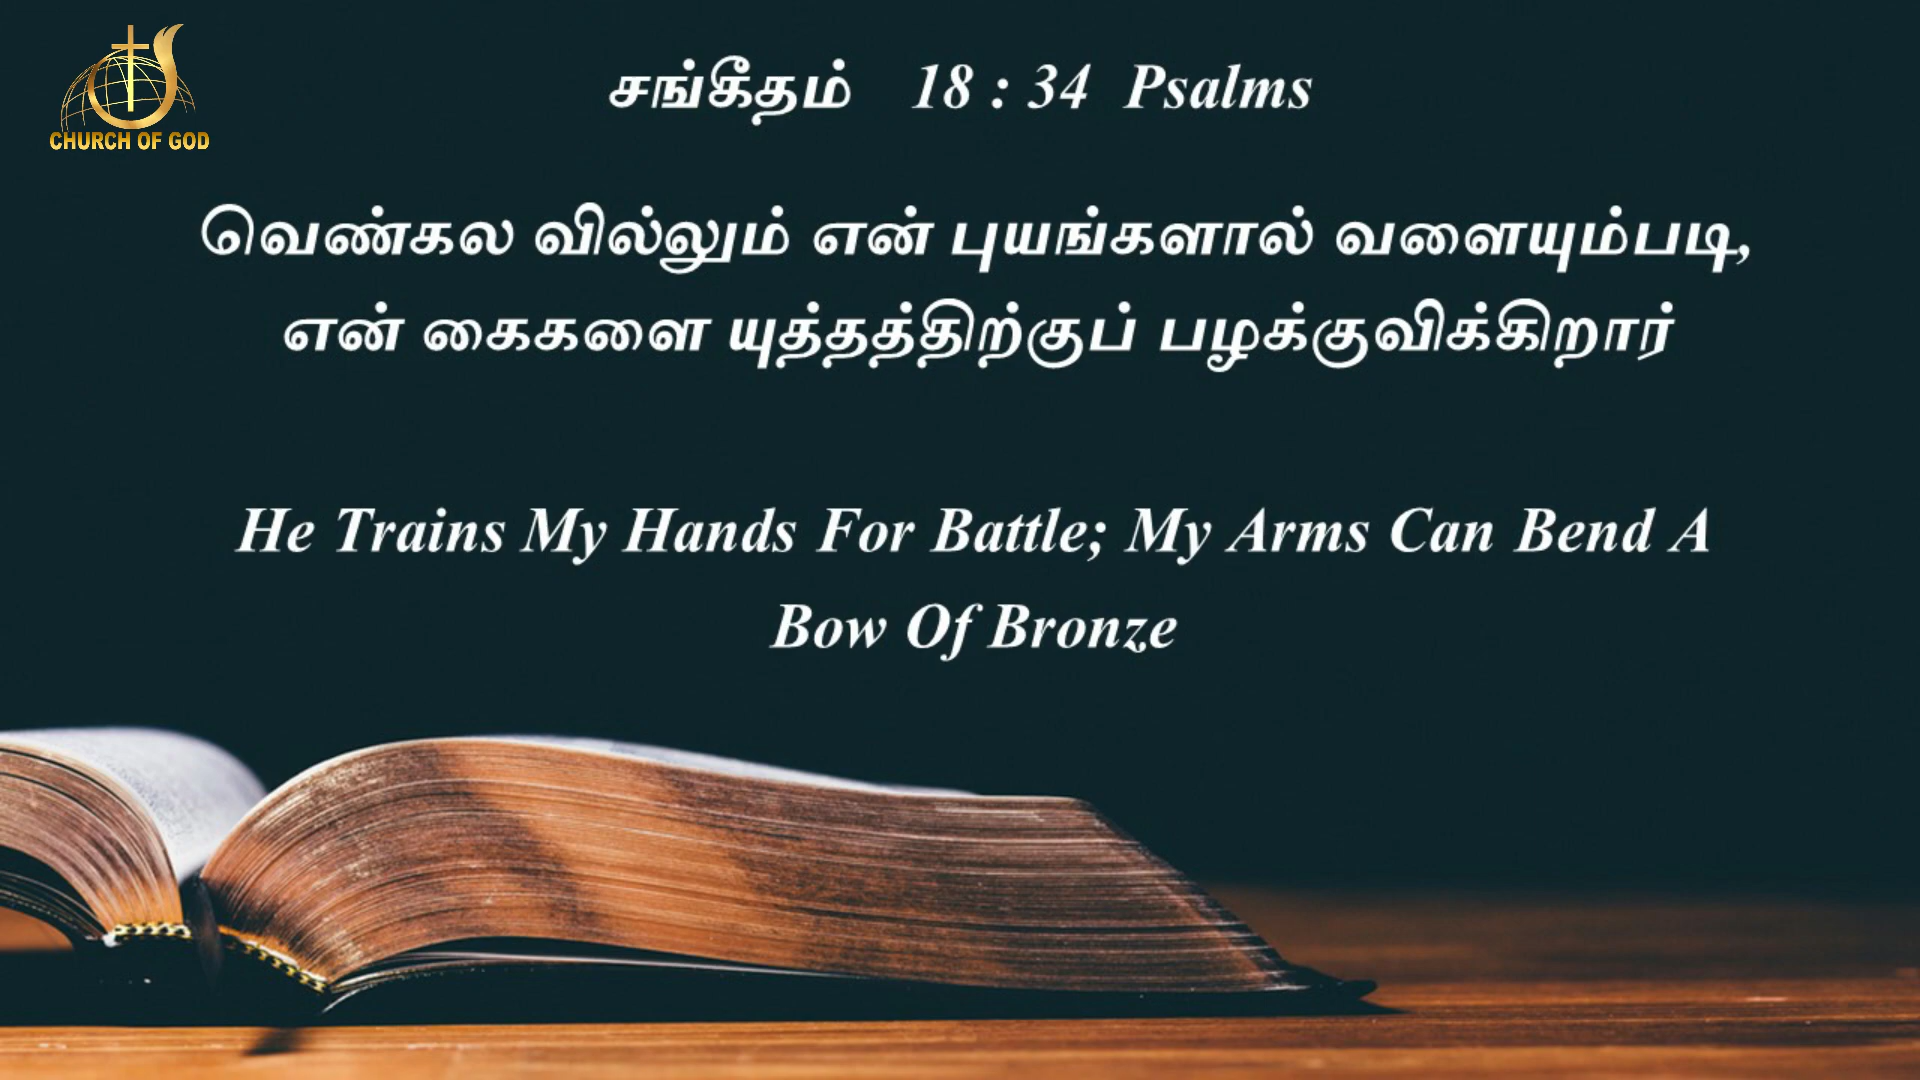 CHURCH OF GOD
சங்கீதம் 18 : 34 Psalms
வெண்கல வில்லும் என் புயங்களால் வளையும்படி,
என் கைகளை யுத்தத்திற்குப் பழக்குவிக்கிறார்
He Trains My Hands For Battle; My Arms Can Bend A
Bow Of Bronze